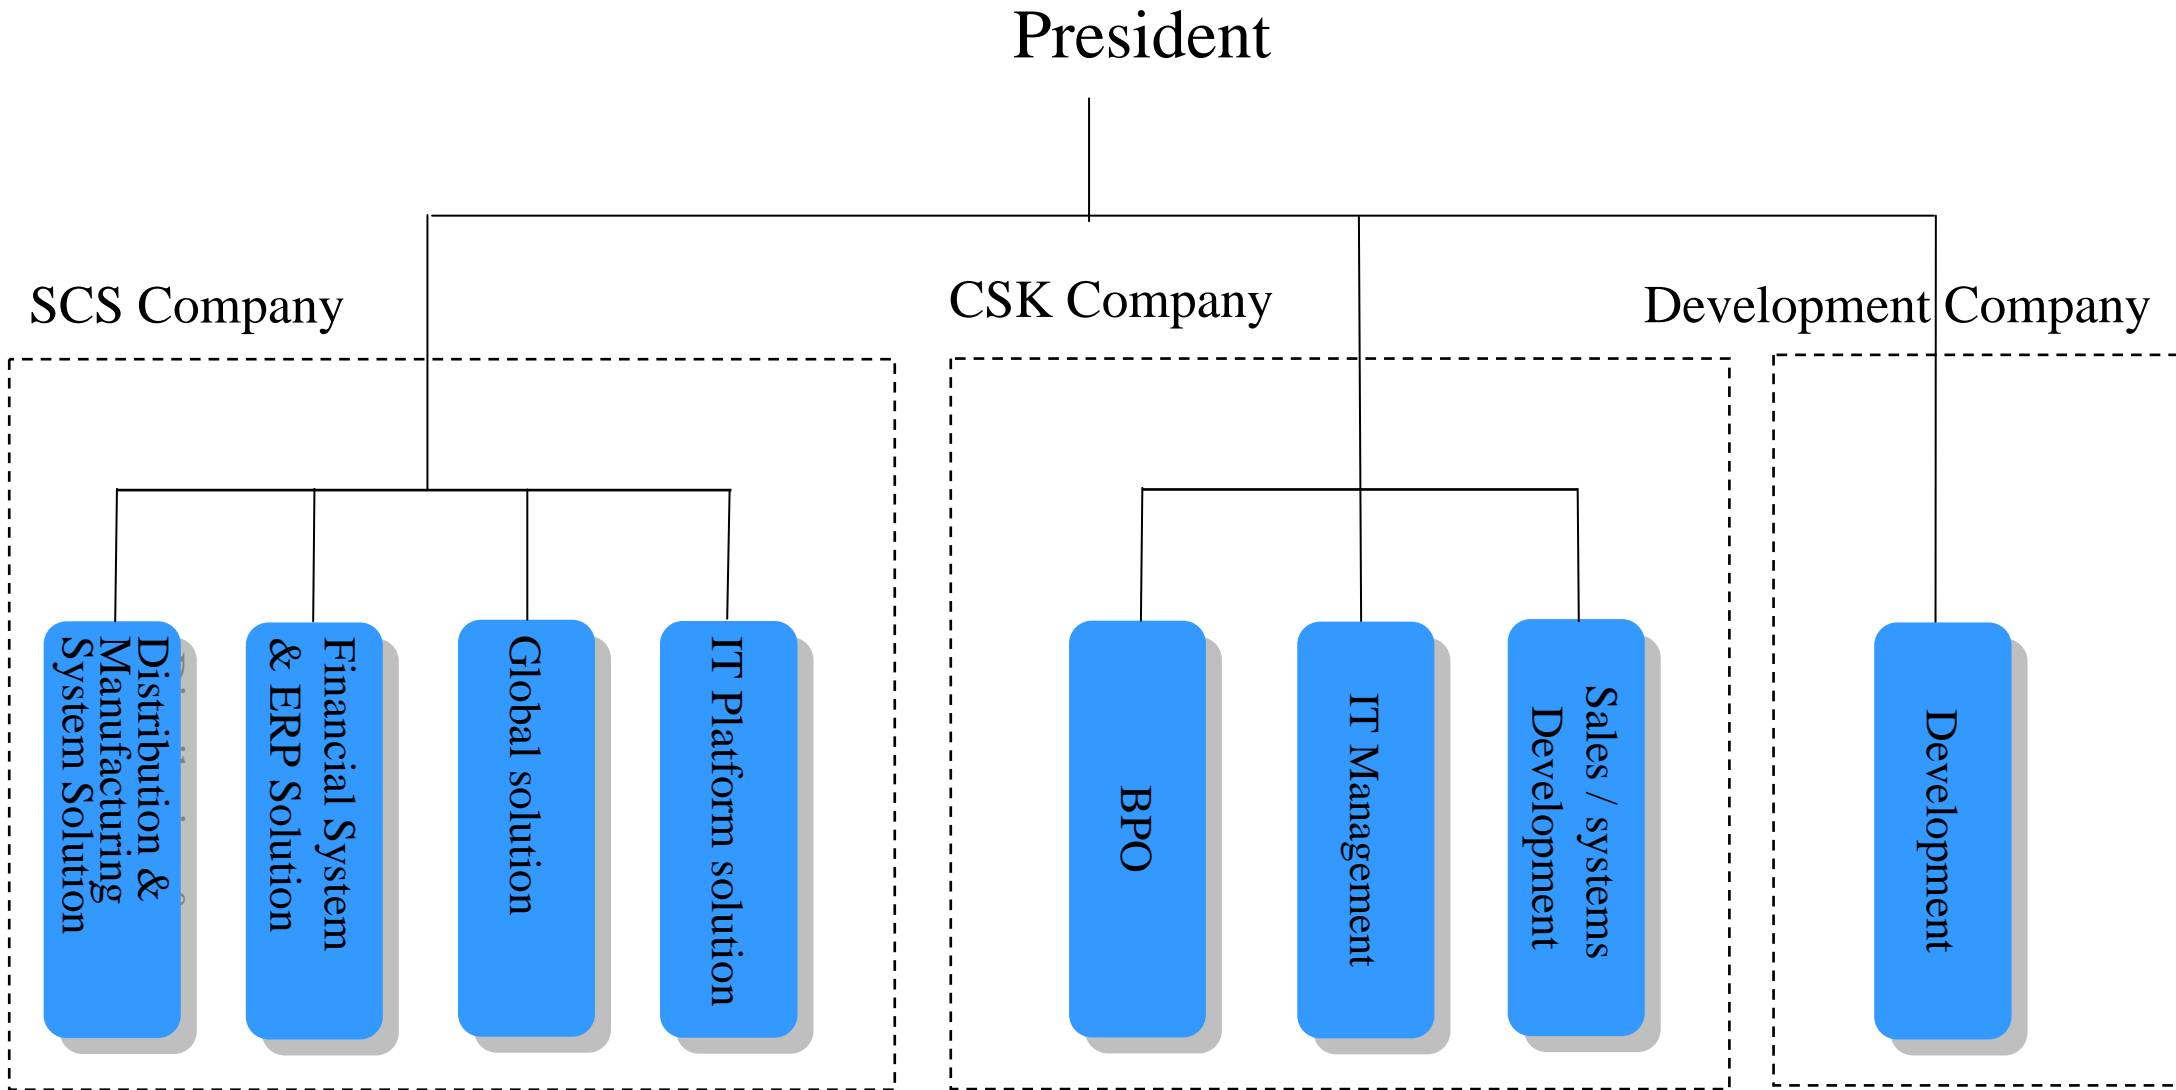 President
SCS Company
CSK Company
Development Company
Distribution &
Manufacturing
System Solution
Financial System
& ERP Solution
Global solution
IT Platform solution
BPO
IT Management
Sales / systems
Development
Development